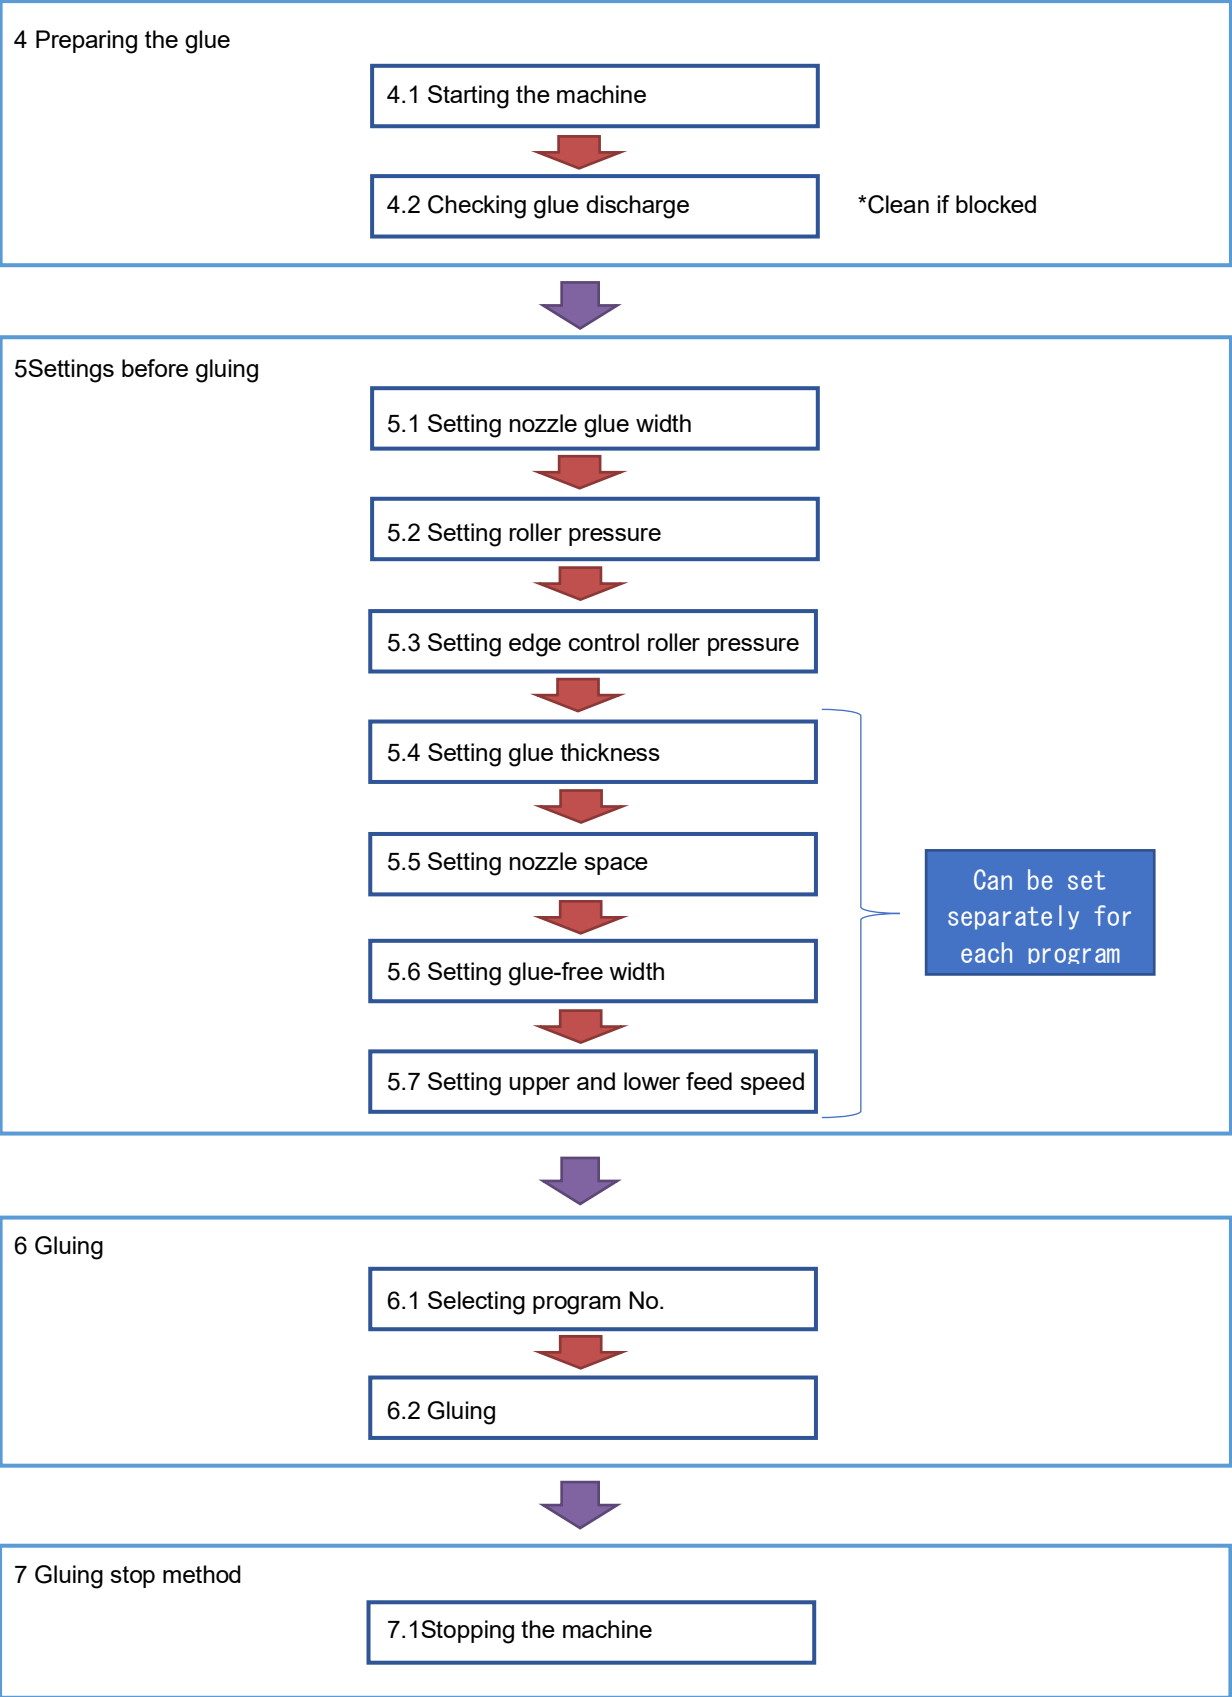 4 Preparing the glue
4.1 Starting the machine
4.2 Checking glue discharge
*Clean if blocked
5Settings before gluing
5.1 Setting nozzle glue width
5.2 Setting roller pressure
5.3 Setting edge control roller pressure
5.4 Setting glue thickness
5.5 Setting nozzle space
5.6 Setting glue-free width
5.7 Setting upper and lower feed speed
Can be set
separately for
each program
6 Gluing
6.1 Selecting program No.
6.2 Gluing
7 Gluing stop method
7.1Stopping the machine